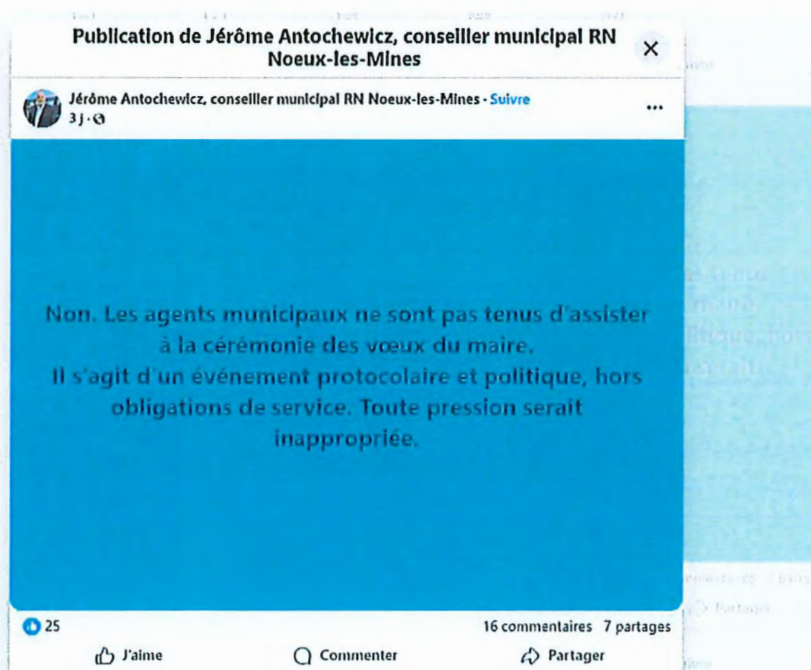 Publication de Jérôme Antochewicz, conseiller municipal RN
Noeux-les-Mines
Jérôme Antochewicz, conseiller municipal RN Noeux-les-Mines · Suivre
3 j ·
Non. Les agents municipaux ne sont pas tenus d'assister
à la cérémonie des vœux du maire.
Il s'agit d'un événement protocolaire et politique, hors
obligations de service. Toute pression serait
inappropriée.
25
16 commentaires 7 partages
J'aime
Commenter
Partager